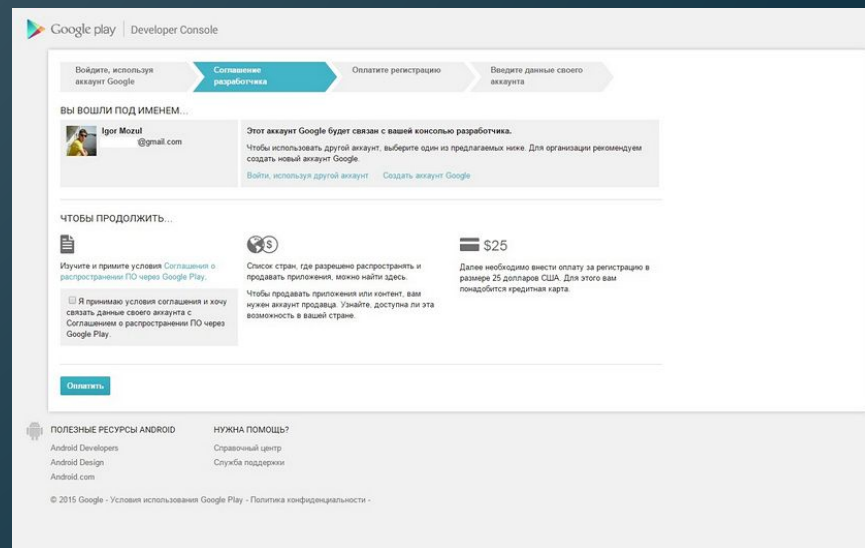 Google play | Developer Console
Войдите, используя
аккаунт Google
Соглашение
разработчика
Оплатите регистрацию
Введите данные своего
аккаунта
ВЫ ВОШЛИ ПОД ИМЕНЕМ...
Igor Mozul
@gmail.com
Этот аккаунт Google будет связан с вашей консолью разработчика.
Чтобы использовать другой аккаунт, выберите один из предлагаемых ниже. Для организации рекомендуем
создать новый аккаунт Google.
Войти, используя другой аккаунт Создать аккаунт Google
ЧТОБЫ ПРОДОЛЖИТЬ...
Изучите и примите условия Соглашения о
распространении ПО через Google Play.
Я принимаю условия соглашения и хочу
связать данные своего аккаунта с
Соглашением о распространении ПО через
Google Play.
Список стран, где разрешено распространять и
продавать приложения, можно найти здесь.
Чтобы продавать приложения или контент, вам
нужен аккаунт продавца. Узнайте, доступна ли эта
возможность в вашей стране.
$25
Далее необходимо внести оплату за регистрацию в
размере 25 долларов США. Для этого вам
понадобится кредитная карта.
Оплатить
ПОЛЕЗНЫЕ РЕСУРСЫ ANDROID
Android Developers
Android Design
Android.com
НУЖНА ПОМОЩЬ?
Справочный центр
Служба поддержки
© 2015 Google - Условия использования Google Play - Политика конфиденциальности -